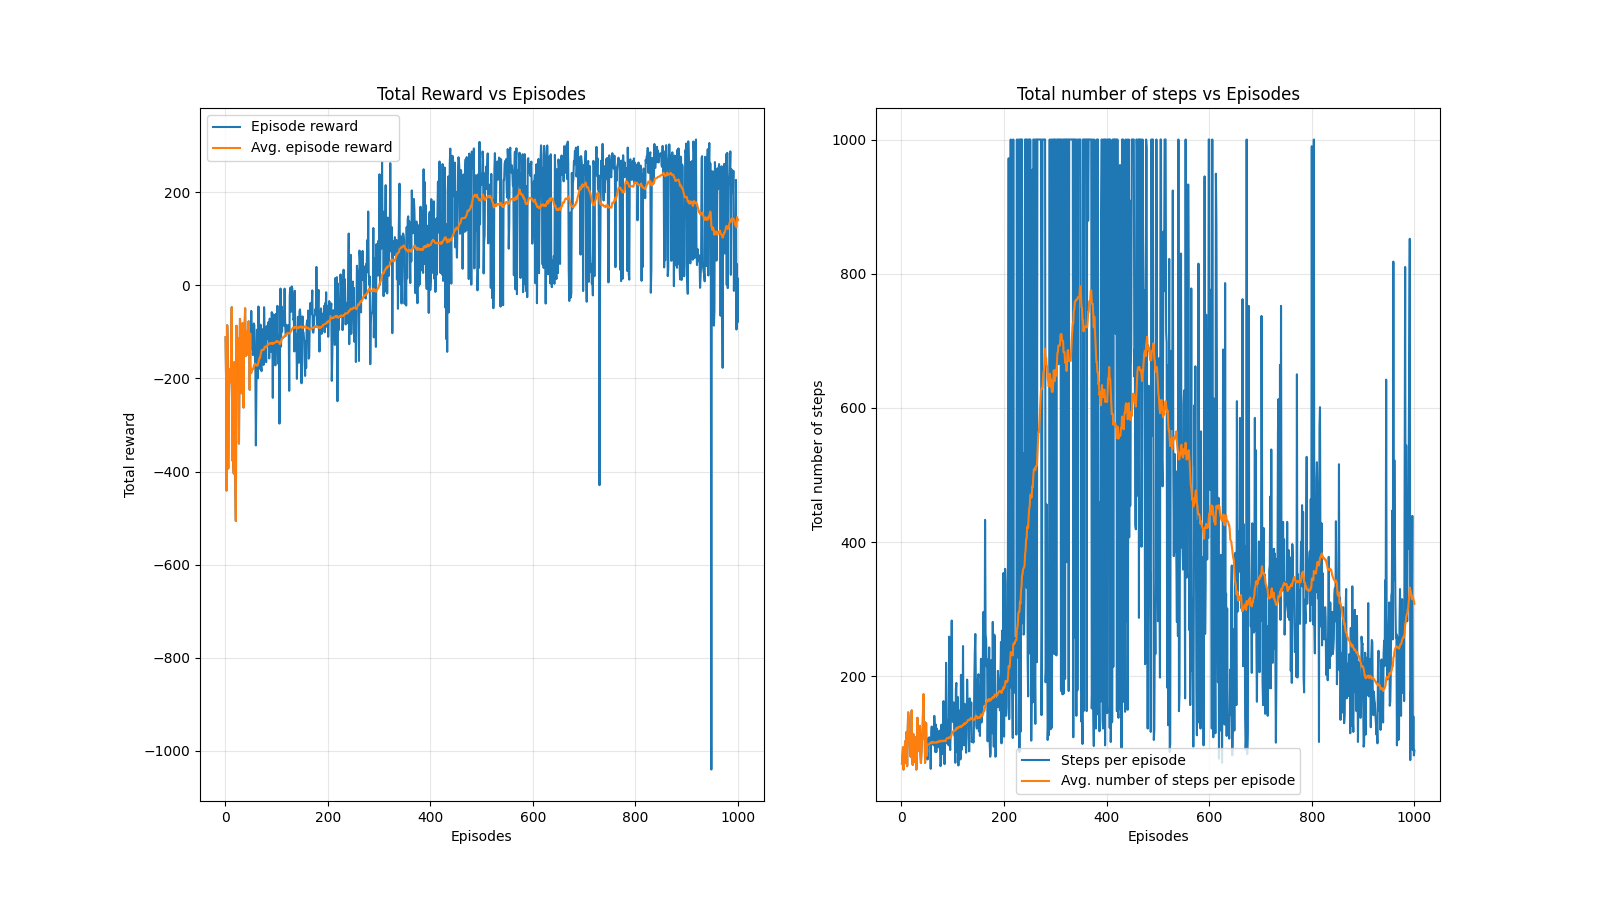 Total Reward vs Episodes
Episode reward
Avg. episode reward
200
0
−200
−400
−600
−800
−1000
Total reward
0
200
400
600
800
1000
Episodes
Total number of steps vs Episodes
1000
800
600
400
200
Total number of steps
Steps per episode
Avg. number of steps per episode
0
200
400
600
800
1000
Episodes